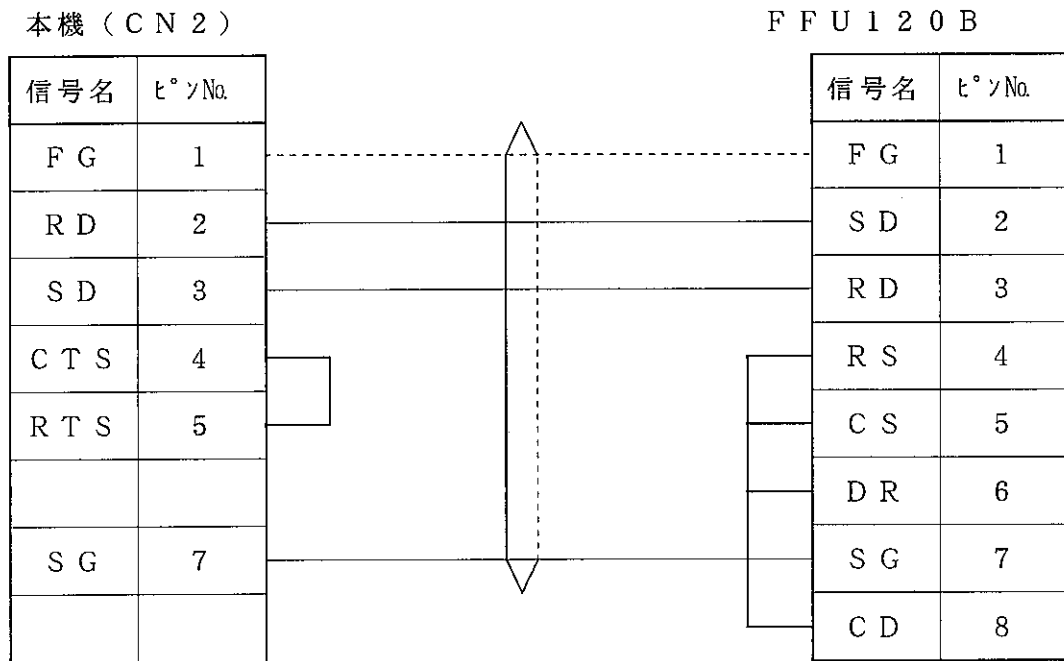 本機（ＣＮ２）
ＦＦＵ１２０Ｂ
信号名 ﾋﾟﾝNo.
ＦＧ 1
ＲＤ 2
ＳＤ 3
ＣＴＳ 4
ＲＴＳ 5
ＳＧ 7
信号名 ﾋﾟﾝNo.
ＦＧ 1
ＳＤ 2
ＲＤ 3
ＲＳ 4
ＣＳ 5
ＤＲ 6
ＳＧ 7
ＣＤ 8